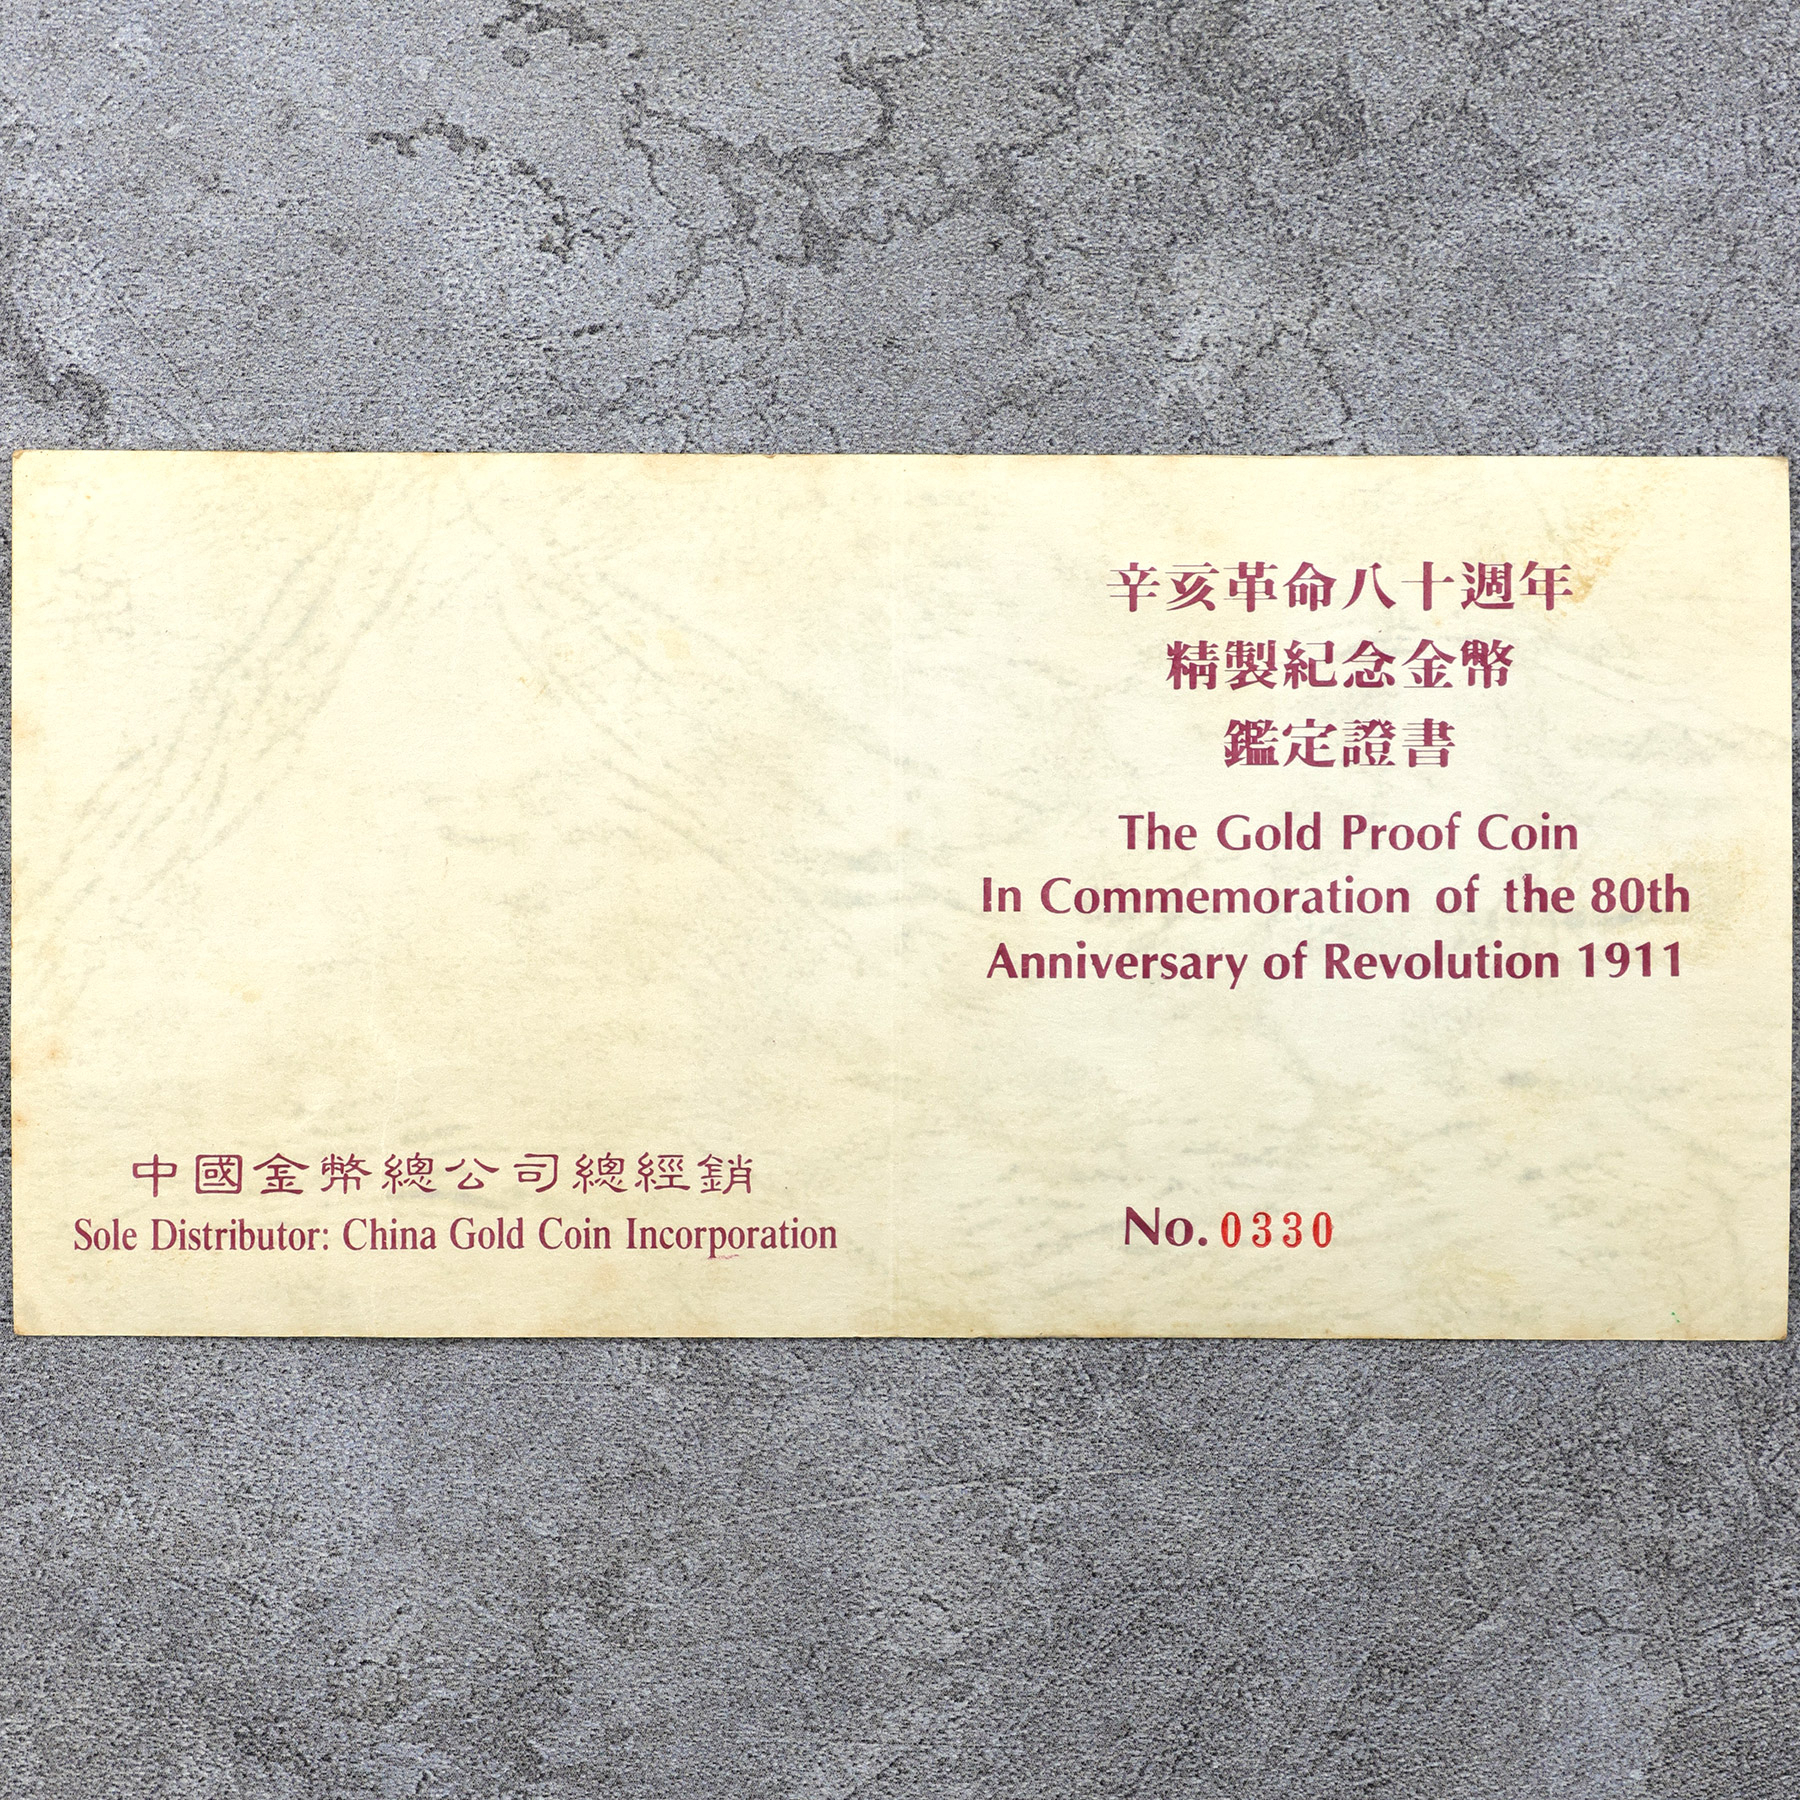 中國金幣總公司總經銷
Sole Distributor: China Gold Coin Incorporation
辛亥革命八十週年
精製紀念金幣
鑑定證書
The Gold Proof Coin
In Commemoration of the 80th
Anniversary of Revolution 1911
No. 0330